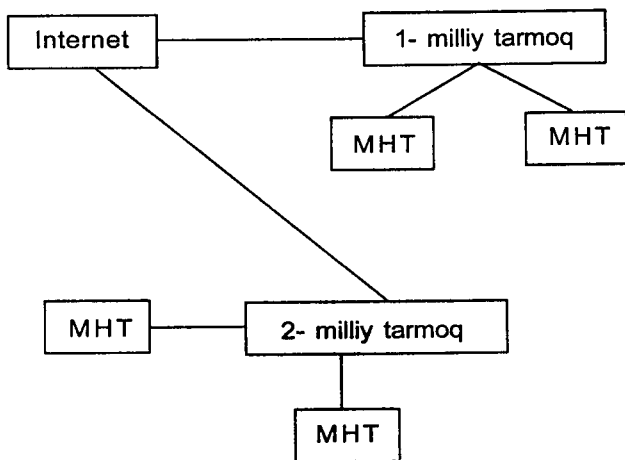 Internet
1- milliy tarmoq
MHT
MHT
MHT
2- milliy tarmoq
MHT